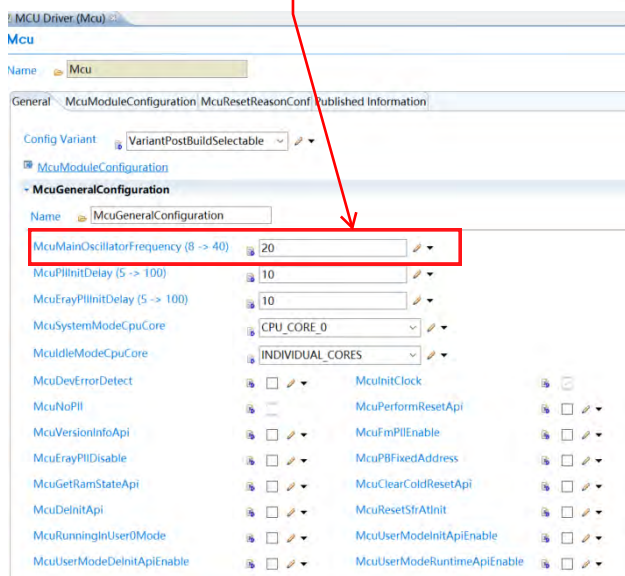 MCU Driver (Mcu)
Mcu
Name Mcu
General McuModuleConfiguration McuResetReasonConf Published Information
Config Variant VariantPostBuildSelectable
McuModuleConfiguration
McuGeneralConfiguration
Name McuGeneralConfiguration
McuMainOscillatorFrequency (8 -> 40) 20
McuPllInitDelay (5 -> 100) 10
McuErayPllInitDelay (5 -> 100) 10
McuSystemModeCpuCore CPU_CORE_0
McuIdleModeCpuCore INDIVIDUAL_CORES
McuDevErrorDetect McuInitClock
McuNoPll McuPerformResetApi
McuVersionInfoApi McuFmPllEnable
McuErayPllDisable McuPBFixedAddress
McuGetRamStateApi McuClearColdResetApi
McuDeInitApi McuResetSfrAtInit
McuRunningInUser0Mode McuUserModeInitApiEnable
McuUserModeDeInitApiEnable McuUserModeRuntimeApiEnable